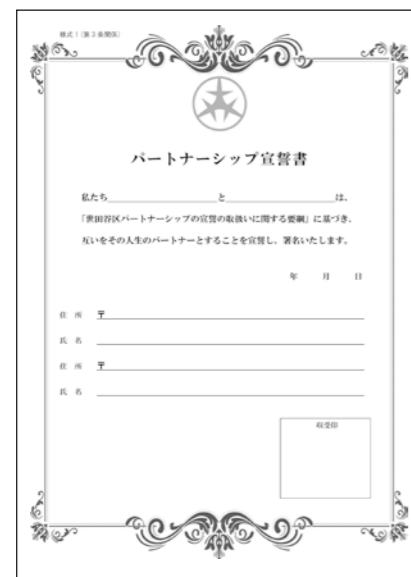 様式1(第3条関係)
パートナーシップ宣誓書
私たち と は、
「世田谷区パートナーシップの宣誓の取扱いに関する要綱」に基づき、
互いをその人生のパートナーとすることを宣誓し、署名いたします。
年 月 日
住 所 〒
氏 名
住 所 〒
氏 名
収受印